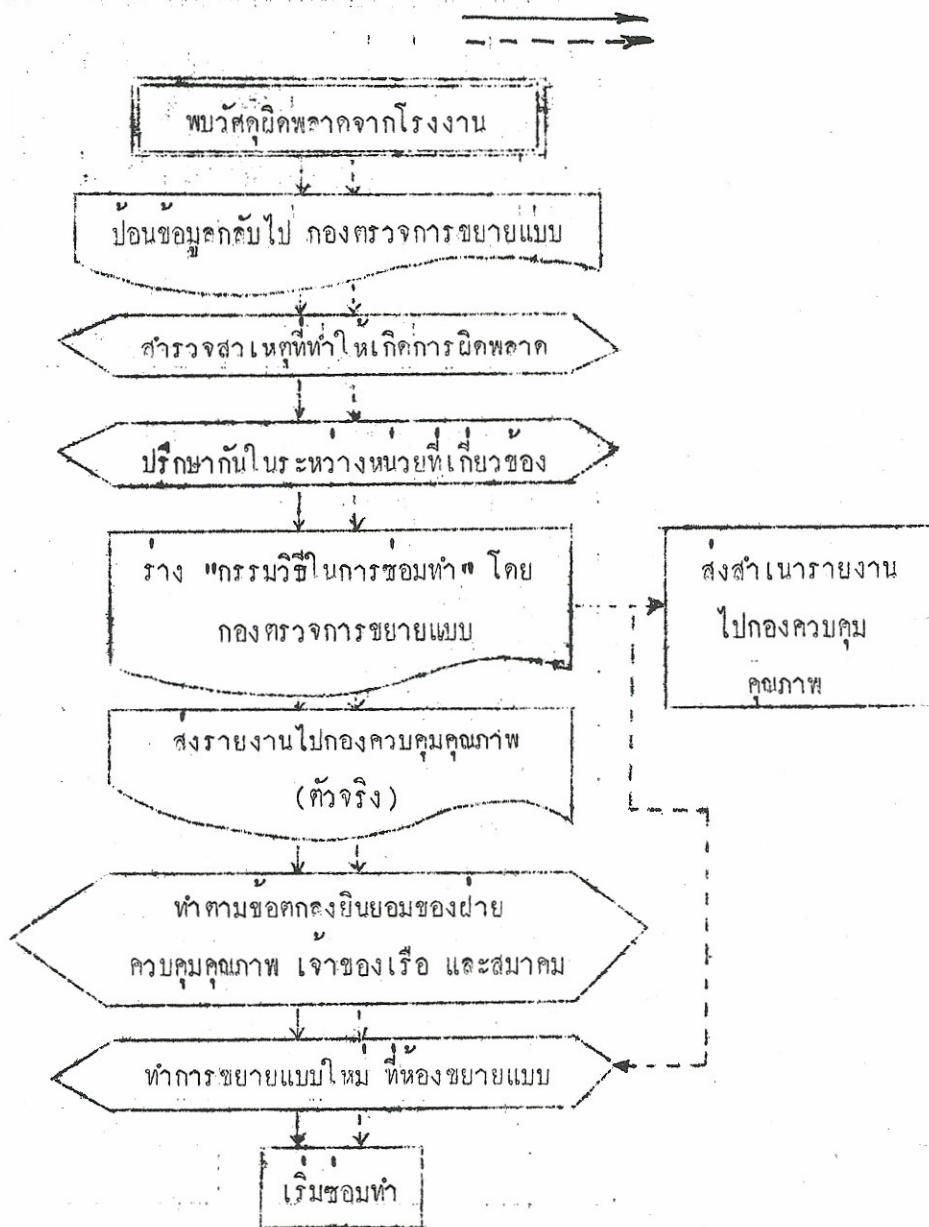 พบวัศดุผิดพลาดจากโรงงาน
ป้อนข้อมูลกลับไป กองตรวจการขยายแบบ
สำรวจสาเหตุที่ทำให้เกิดการผิดพลาด
ปรึกษากันในระหว่างหน่วยที่เกี่ยวข้อง
ร่าง "กรรมวิธีในการซ่อมทำ" โดย
กองตรวจการขยายแบบ
ส่งสำเนารายงาน
ไปกองควบคุม
คุณภาพ
ส่งรายงานไปกองควบคุมคุณภาพ
(ตัวจริง)
ทำตามข้อตกลงยินยอมของฝ่าย
ควบคุมคุณภาพ เจ้าของเรือ และสมาคม
ทำการขยายแบบใหม่ ที่ห้องขยายแบบ
เริ่มซ่อมทำ